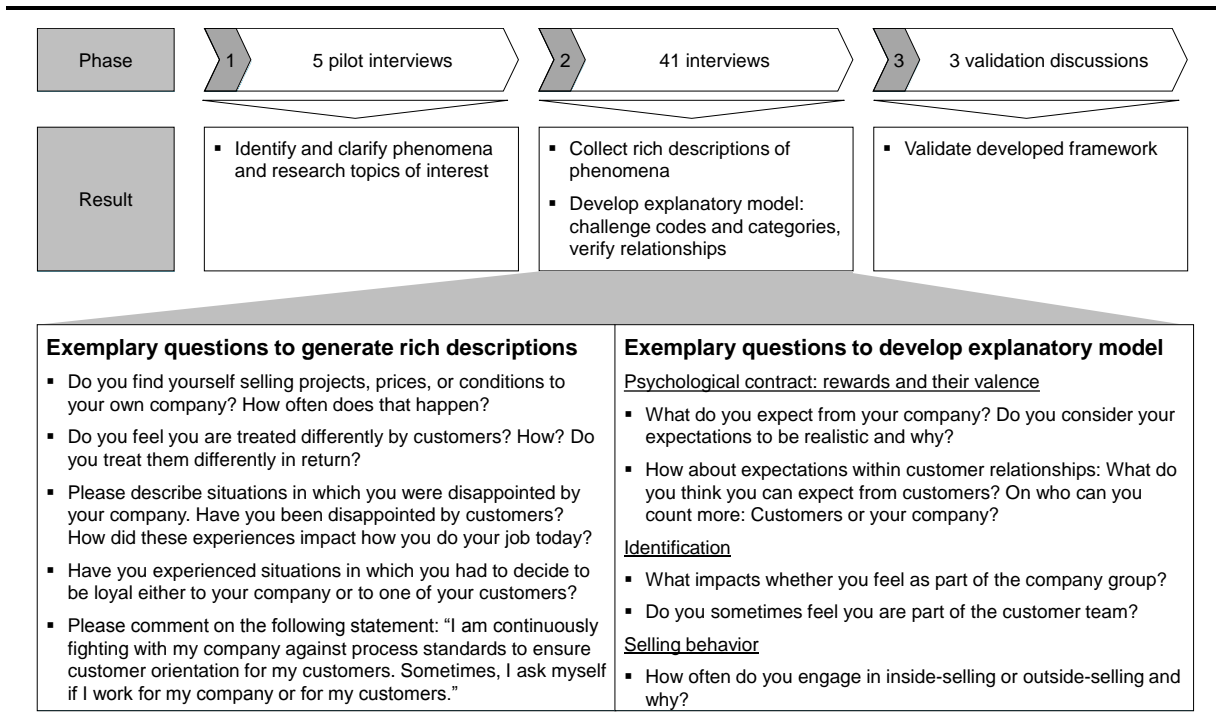 Phase
1
5 pilot interviews
2
41 interviews
3
3 validation discussions
Result
▪ Identify and clarify phenomena
and research topics of interest
▪ Collect rich descriptions of
phenomena
▪ Develop explanatory model:
challenge codes and categories,
verify relationships
▪ Validate developed framework
Exemplary questions to generate rich descriptions
▪ Do you find yourself selling projects, prices, or conditions to
your own company? How often does that happen?
▪ Do you feel you are treated differently by customers? How? Do
you treat them differently in return?
▪ Please describe situations in which you were disappointed by
your company. Have you been disappointed by customers?
How did these experiences impact how you do your job today?
▪ Have you experienced situations in which you had to decide to
be loyal either to your company or to one of your customers?
▪ Please comment on the following statement: “I am continuously
fighting with my company against process standards to ensure
customer orientation for my customers. Sometimes, I ask myself
if I work for my company or for my customers.”
Exemplary questions to develop explanatory model
Psychological contract: rewards and their valence
▪ What do you expect from your company? Do you consider your
expectations to be realistic and why?
▪ How about expectations within customer relationships: What do
you think you can expect from customers? On who can you
count more: Customers or your company?
Identification
▪ What impacts whether you feel as part of the company group?
▪ Do you sometimes feel you are part of the customer team?
Selling behavior
▪ How often do you engage in inside-selling or outside-selling and
why?